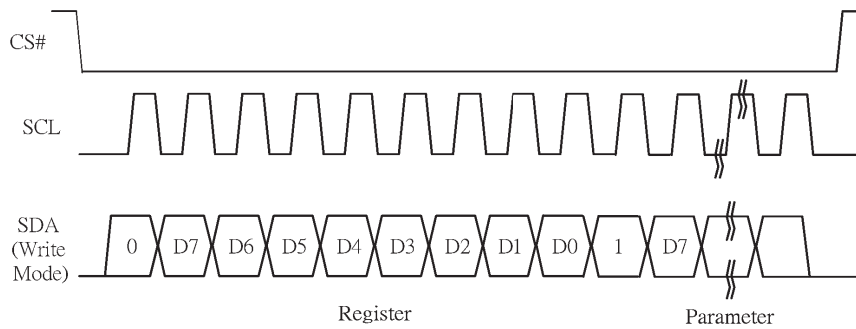 CS#
SCL
SDA
(Write
Mode)
0 D7 D6 D5 D4 D3 D2 D1 D0 1 D7
Register
Parameter